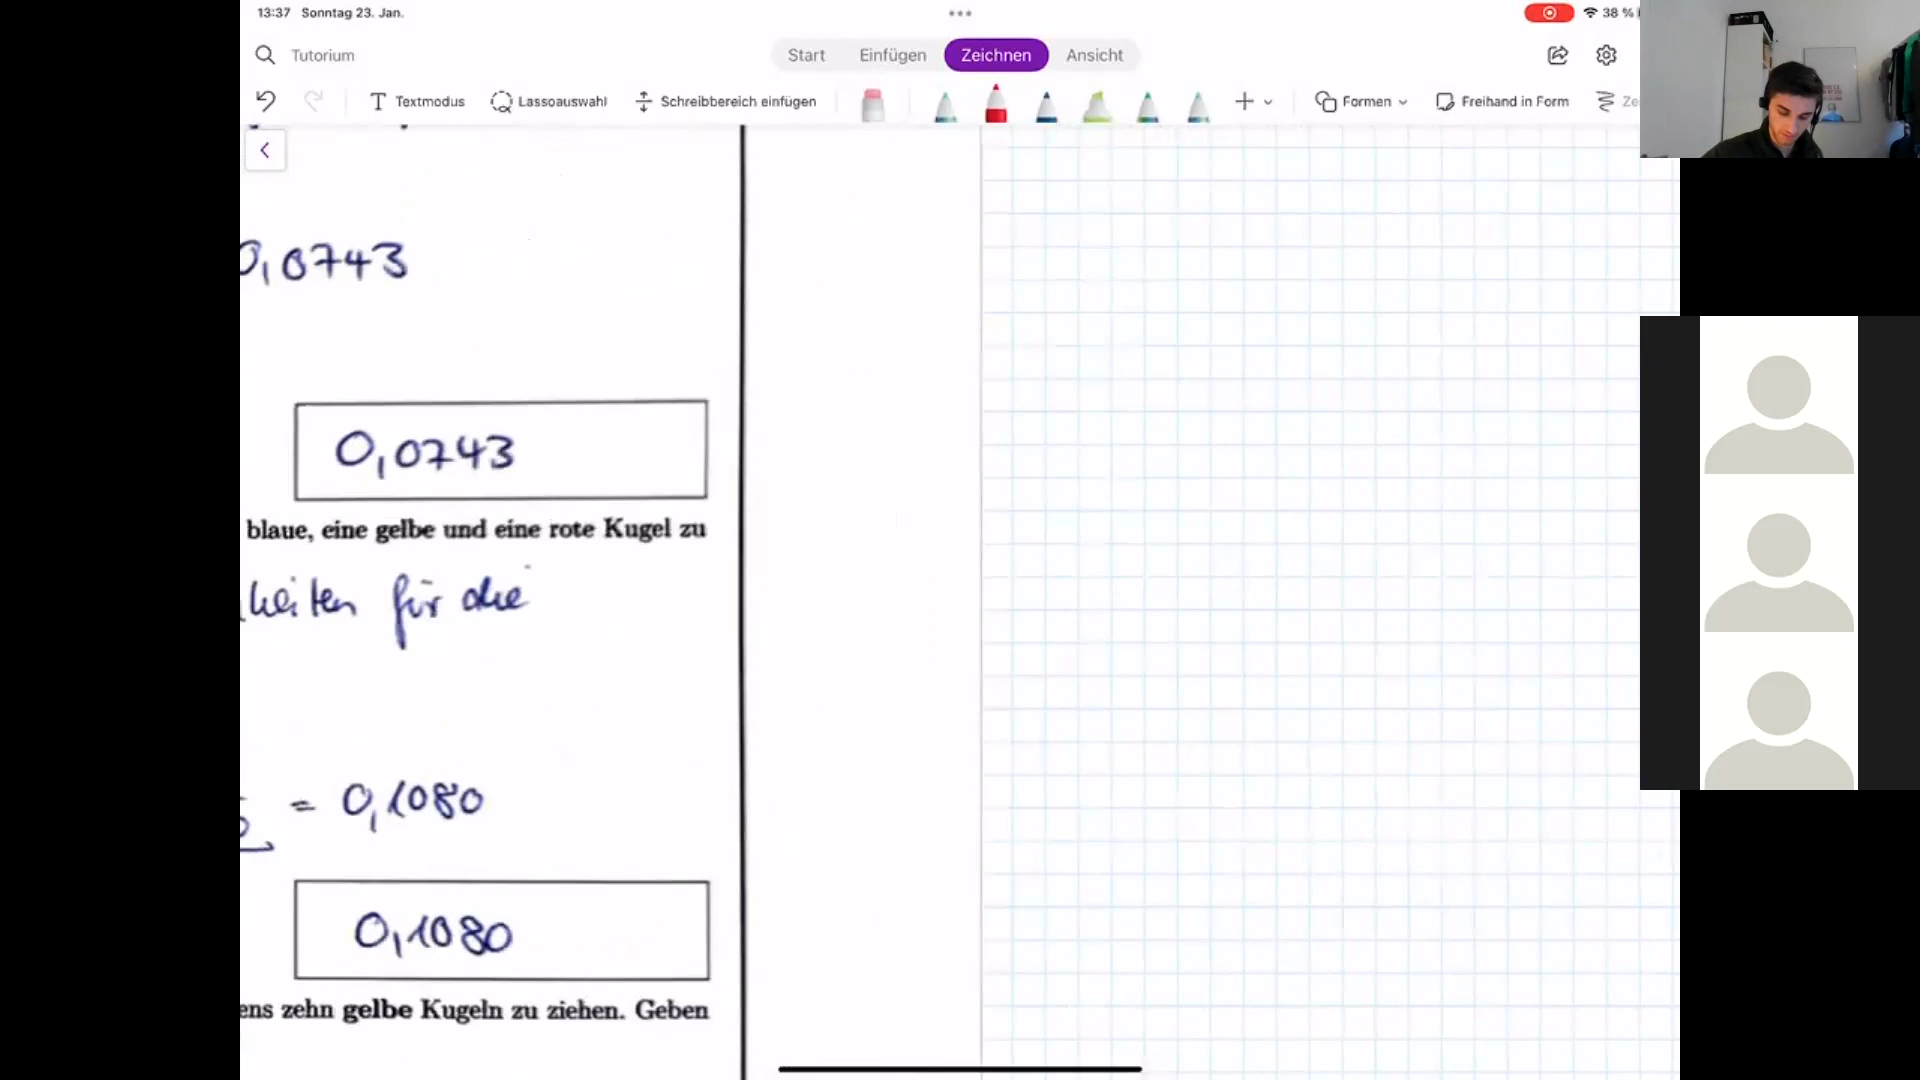 13:37 Sonntag 23. Jan.
38 %
Tutorium
Start Einfügen Zeichnen Ansicht
Textmodus Lassoauswahl Schreibbereich einfügen Formen Freihand in Form
0,0743
0,0743
blaue, eine gelbe und eine rote Kugel zu
heiten für die
= 0,1080
0,1080
ens zehn gelbe Kugeln zu ziehen. Geben